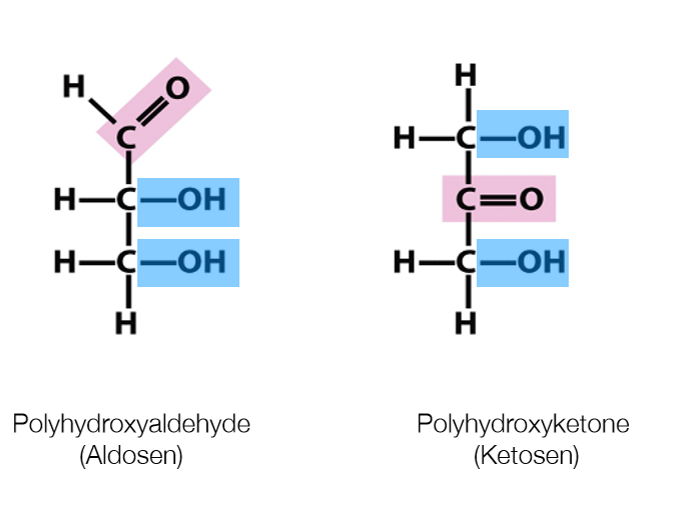 H O H
C H—C—OH
H—C—OH C=O
H—C—OH H—C—OH
H H
Polyhydroxyaldehyde
(Aldosen)
Polyhydroxyketone
(Ketosen)